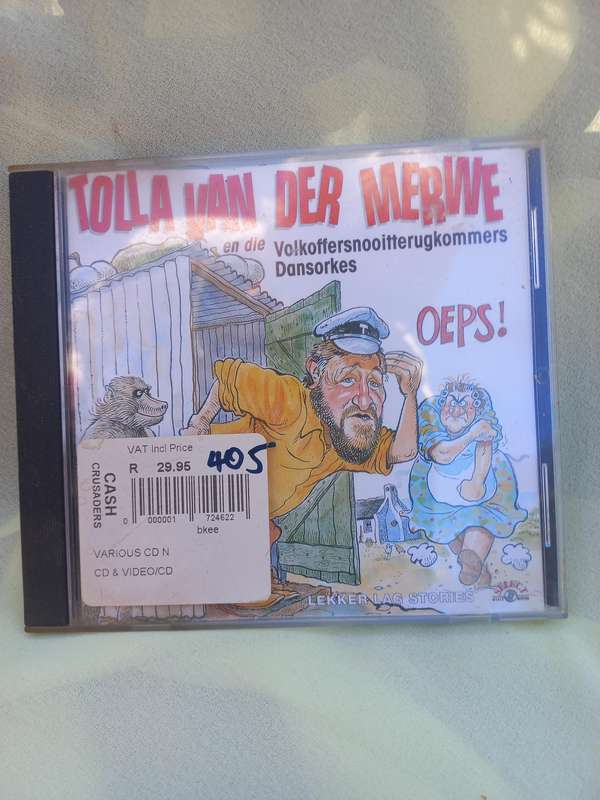 TOLLA VAN DER MERWE
en die Volkoffersnooitterugkommers
Dansorkes
OEPS!
T
VAT Incl Price
R 29.95
405
CASH
CRUSADERS
0 000001 724622
bkee
VARIOUS CD N
CD & VIDEO/CD
LEKKER LAG STORIES
SELECT